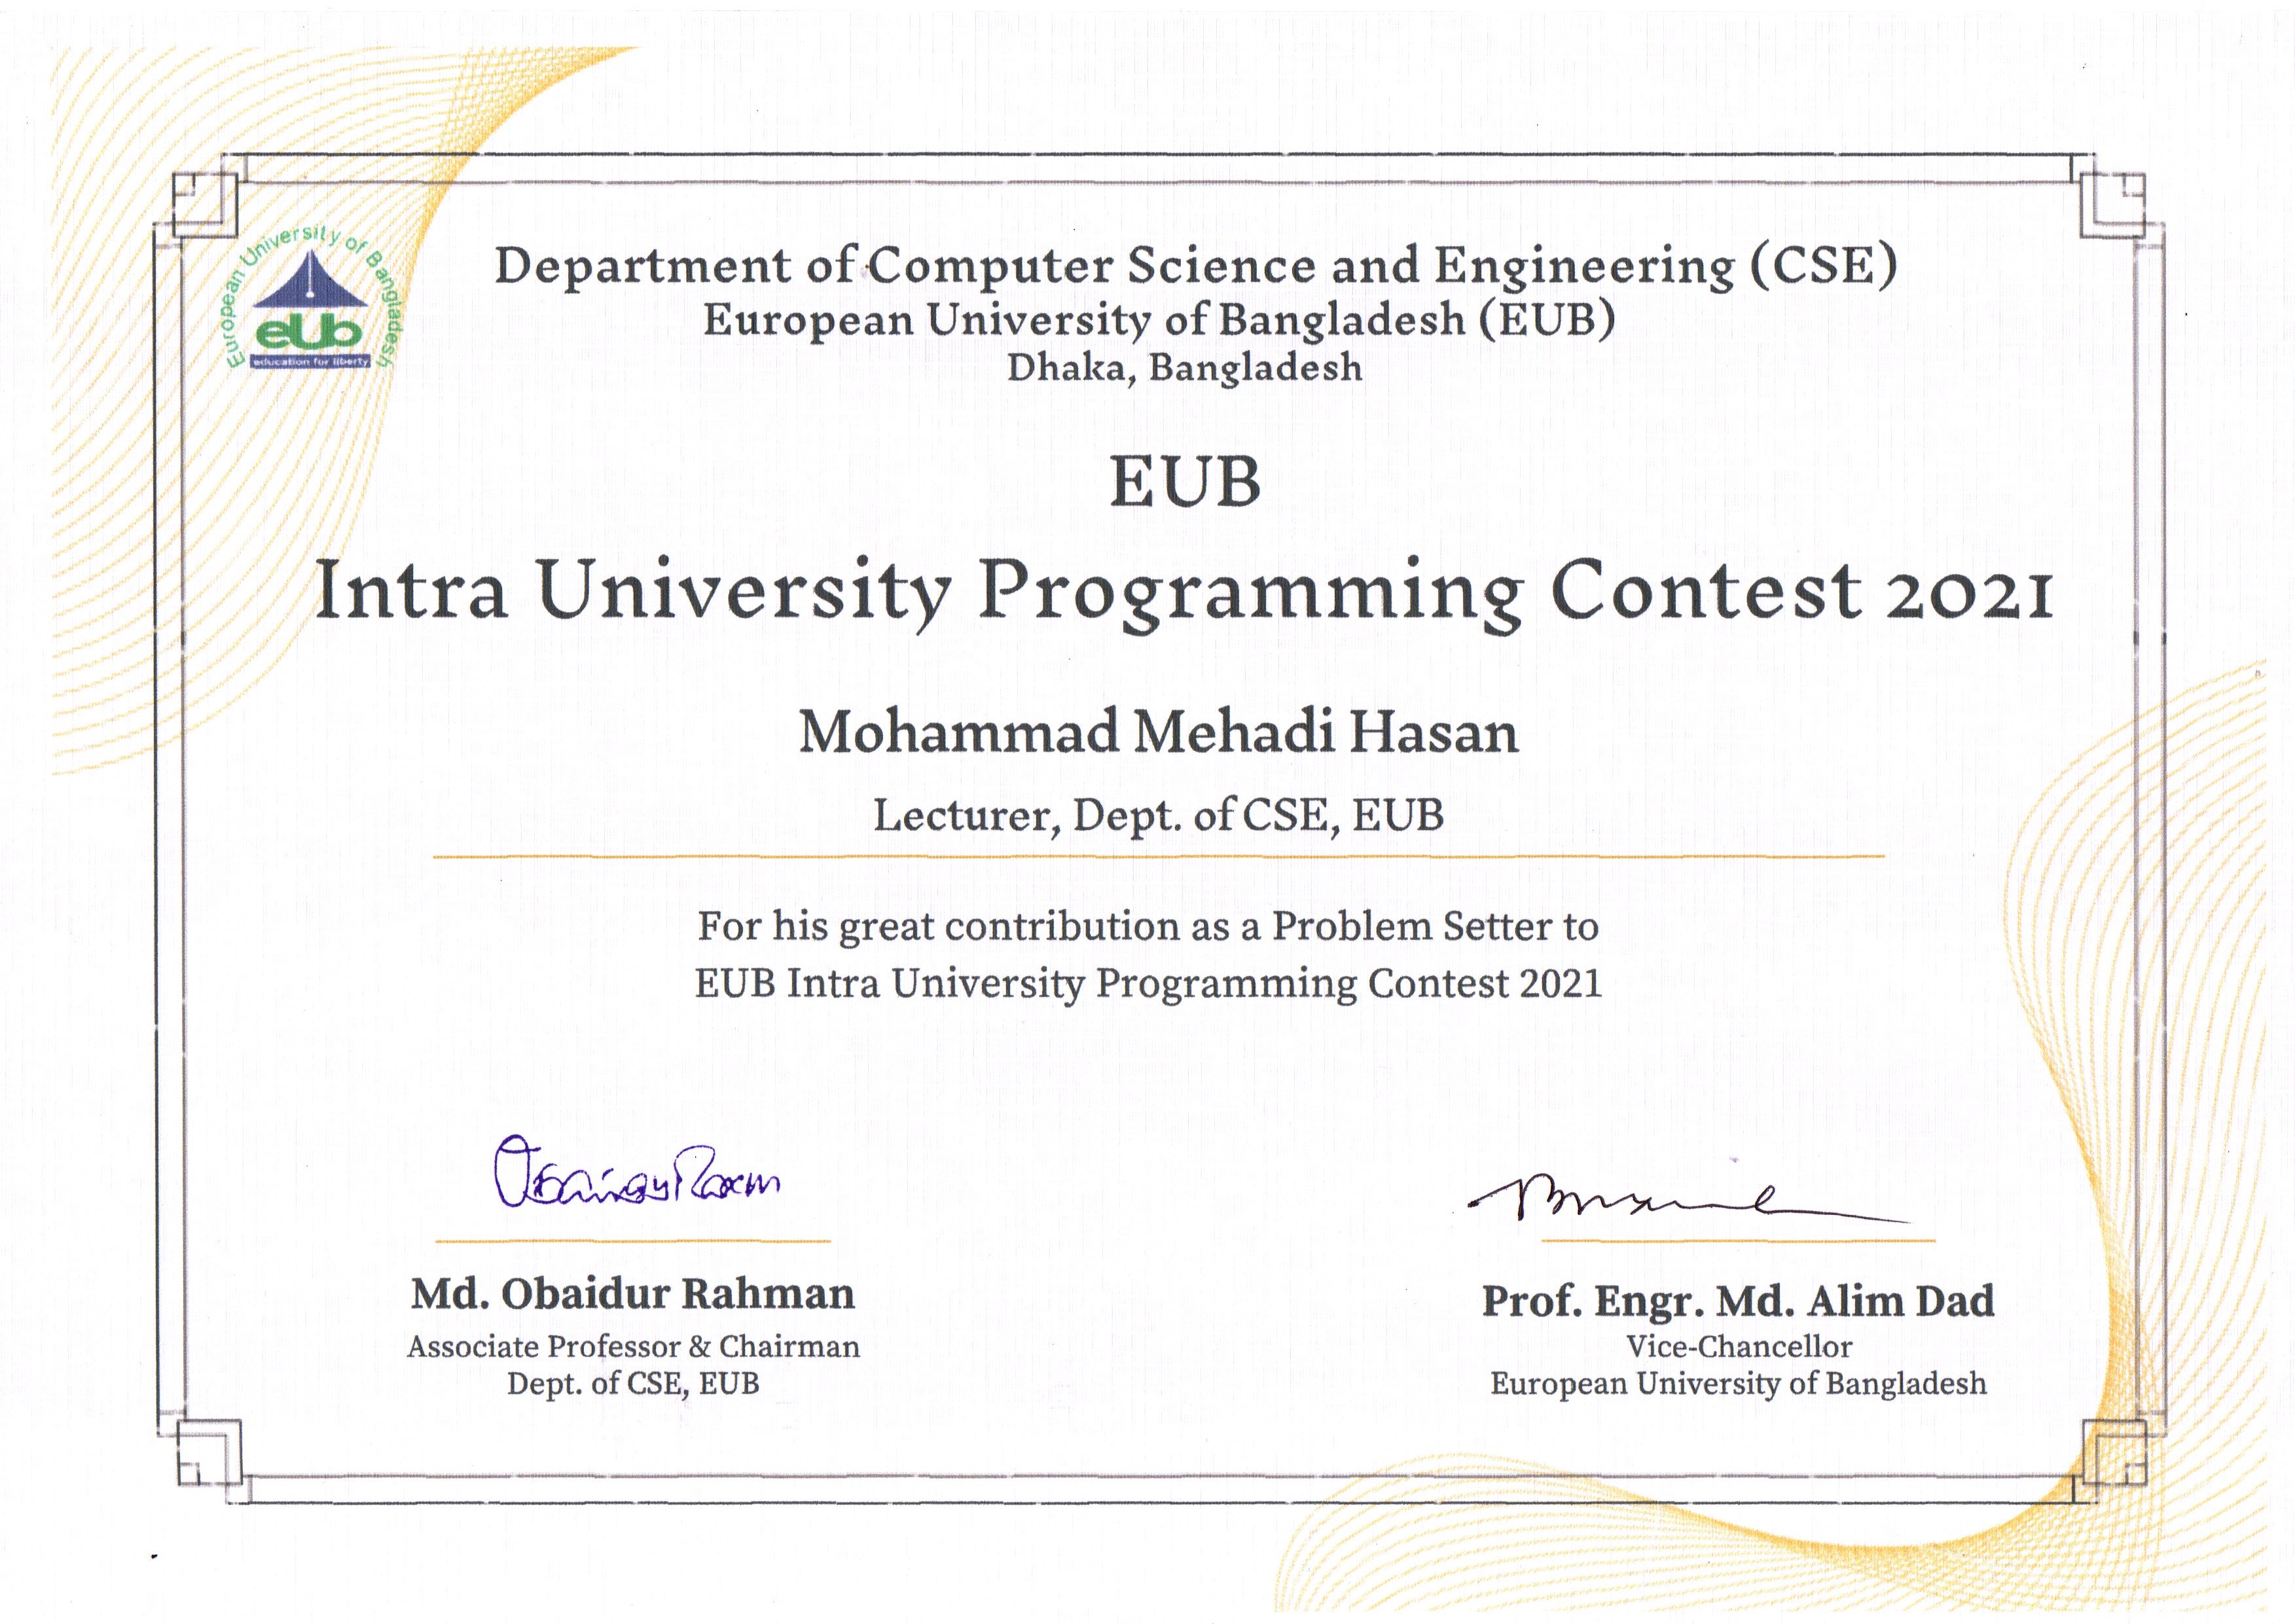 European University of Bangladesh
eUb
education for liberty
Department of Computer Science and Engineering (CSE)
European University of Bangladesh (EUB)
Dhaka, Bangladesh
EUB
Intra University Programming Contest 2021
Mohammad Mehadi Hasan
Lecturer, Dept. of CSE, EUB
For his great contribution as a Problem Setter to
EUB Intra University Programming Contest 2021
Md. Obaidur Rahman
Associate Professor & Chairman
Dept. of CSE, EUB
Prof. Engr. Md. Alim Dad
Vice-Chancellor
European University of Bangladesh